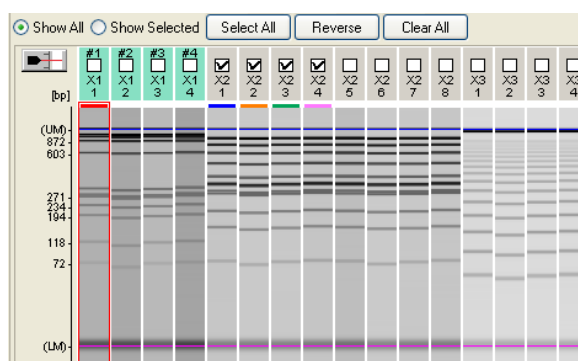 Show All Show Selected Select All Reverse Clear All
#1 #2 #3 #4
X1 X1 X1 X1 X2 X2 X2 X2 X2 X2 X2 X2 X3 X3 X3 X3
[bp] 1 2 3 4 1 2 3 4 5 6 7 8 1 2 3 4
(UM)
872
603
271
234
194
118
72
(LM)